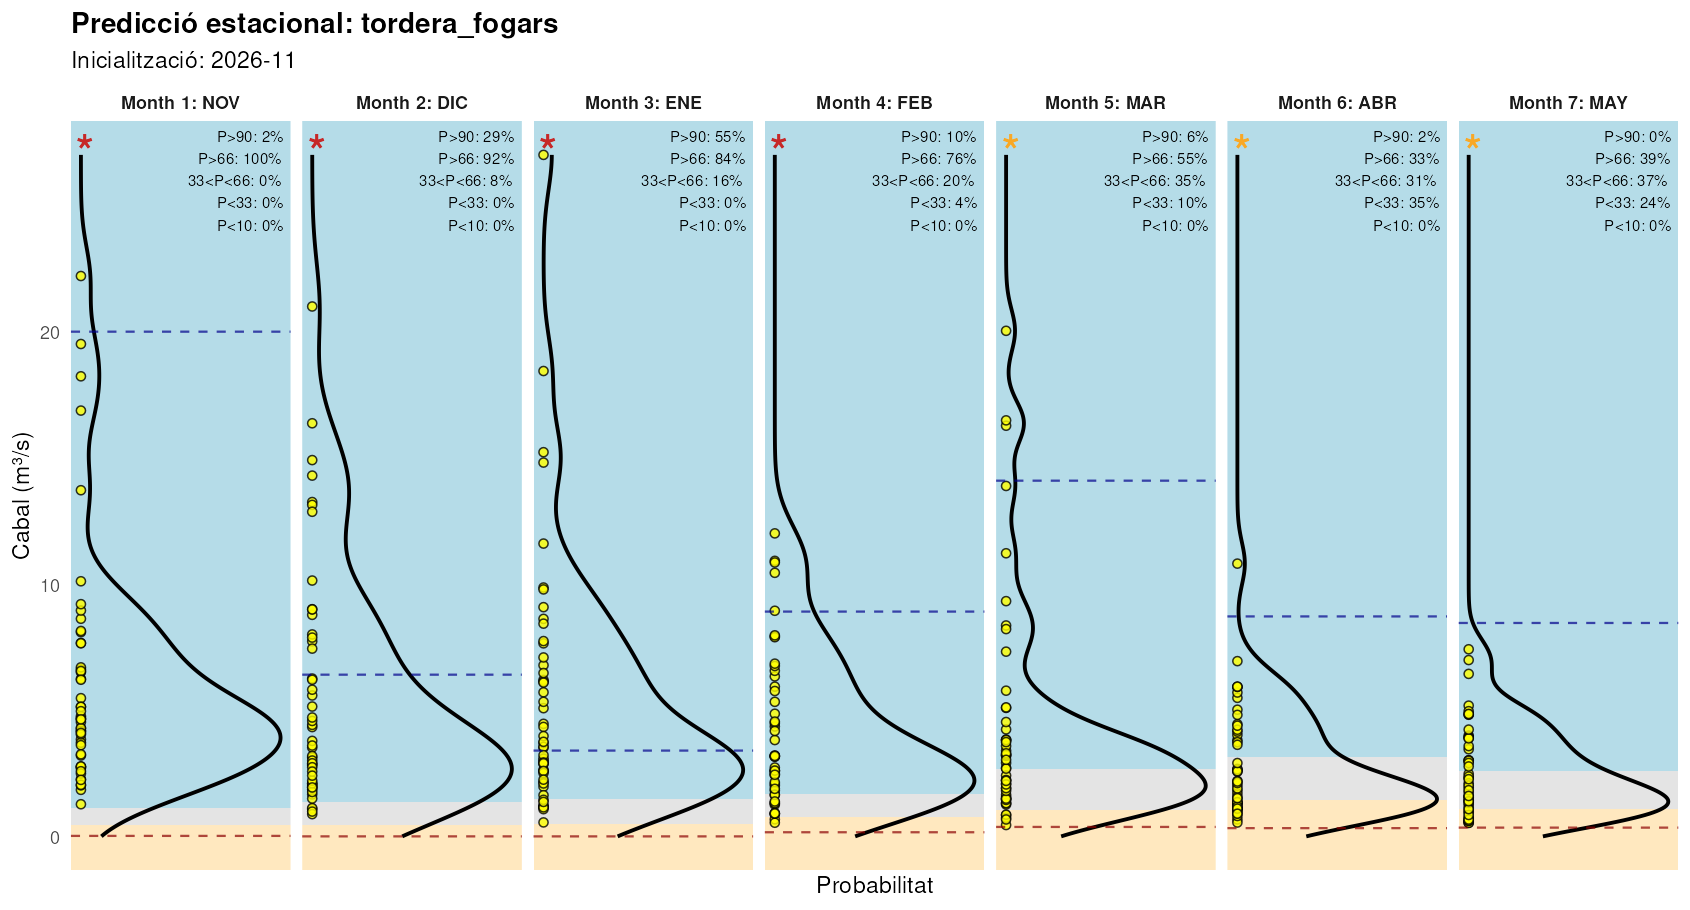 Predicció estacional: tordera_fogars
Inicialització: 2026-11
Month 1: NOV
Month 2: DIC
Month 3: ENE
Month 4: FEB
Month 5: MAR
Month 6: ABR
Month 7: MAY
P>90: 2%
P>66: 100%
33<P<66: 0%
P<33: 0%
P<10: 0%
P>90: 29%
P>66: 92%
33<P<66: 8%
P<33: 0%
P<10: 0%
P>90: 55%
P>66: 84%
33<P<66: 16%
P<33: 0%
P<10: 0%
P>90: 10%
P>66: 76%
33<P<66: 20%
P<33: 4%
P<10: 0%
P>90: 6%
P>66: 55%
33<P<66: 35%
P<33: 10%
P<10: 0%
P>90: 2%
P>66: 33%
33<P<66: 31%
P<33: 35%
P<10: 0%
P>90: 0%
P>66: 39%
33<P<66: 37%
P<33: 24%
P<10: 0%
20
10
0
Cabal (m³/s)
Probabilitat